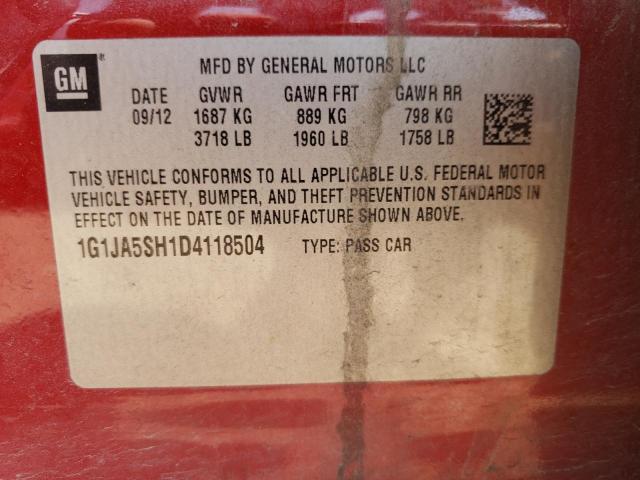 GM®
MFD BY GENERAL MOTORS LLC
DATE GVWR GAWR FRT GAWR RR
09/12 1687 KG 889 KG 798 KG
3718 LB 1960 LB 1758 LB
THIS VEHICLE CONFORMS TO ALL APPLICABLE U.S. FEDERAL MOTOR
VEHICLE SAFETY, BUMPER, AND THEFT PREVENTION STANDARDS IN
EFFECT ON THE DATE OF MANUFACTURE SHOWN ABOVE.
1G1JA5SH1D4118504 TYPE: PASS CAR